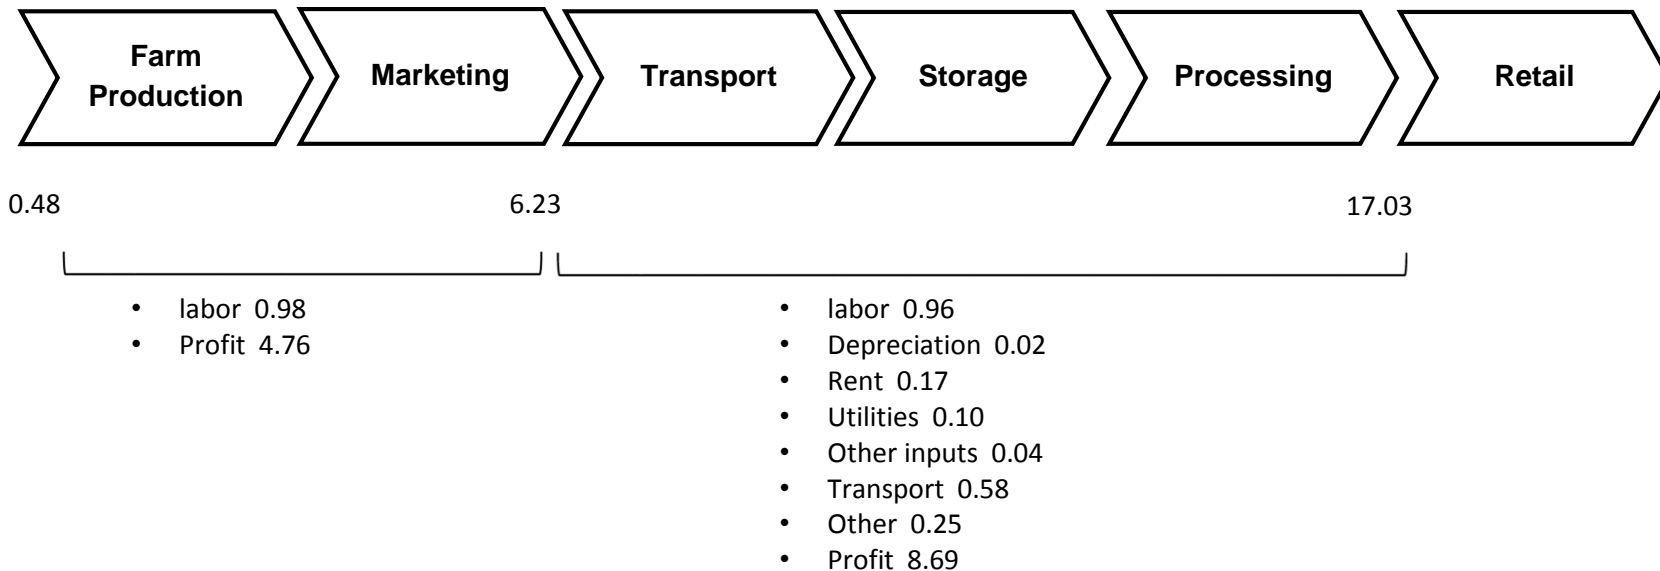 Farm
Production
Marketing
Transport
Storage
Processing
Retail
0.48
6.23
17.03
• labor 0.98
• Profit 4.76
• labor 0.96
• Depreciation 0.02
• Rent 0.17
• Utilities 0.10
• Other inputs 0.04
• Transport 0.58
• Other 0.25
• Profit 8.69